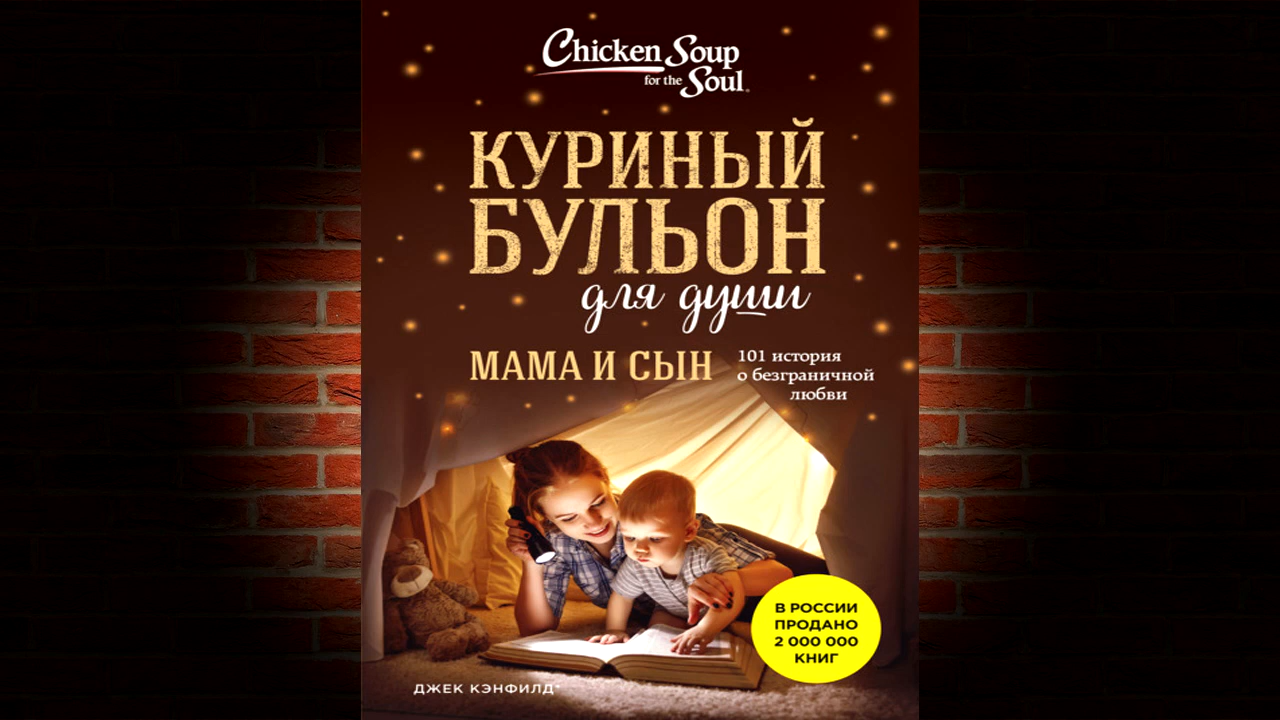 Chicken Soup
for the Soul®
КУРИНЫЙ
БУЛЬОН
для души
МАМА И СЫН
101 история
о безграничной
любви
В РОССИИ
ПРОДАНО
2 000 000
КНИГ
ДЖЕК КЭНФИЛД*